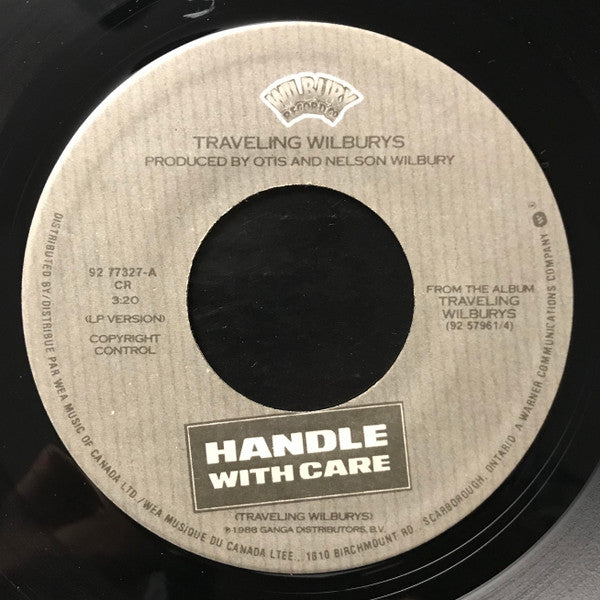 WILBURY
RECORD CO
TRAVELING WILBURYS
PRODUCED BY OTIS AND NELSON WILBURY
92 77327-A
CR
3:20
(LP VERSION)
COPYRIGHT
CONTROL
FROM THE ALBUM
TRAVELING
WILBURYS
(92 57961/4)
HANDLE
WITH CARE
(TRAVELING WILBURYS)
℗1988 GANGA DISTRIBUTORS, B.V.
DISTRIBUTED BY/DISTRIBUE PAR WEA MUSIC OF CANADA LTD./WEA MUSIQUE DU CANADA LTEE., 1810 BIRCHMOUNT RD., SCARBOROUGH, ONTARIO A WARNER COMMUNICATIONS COMPANY